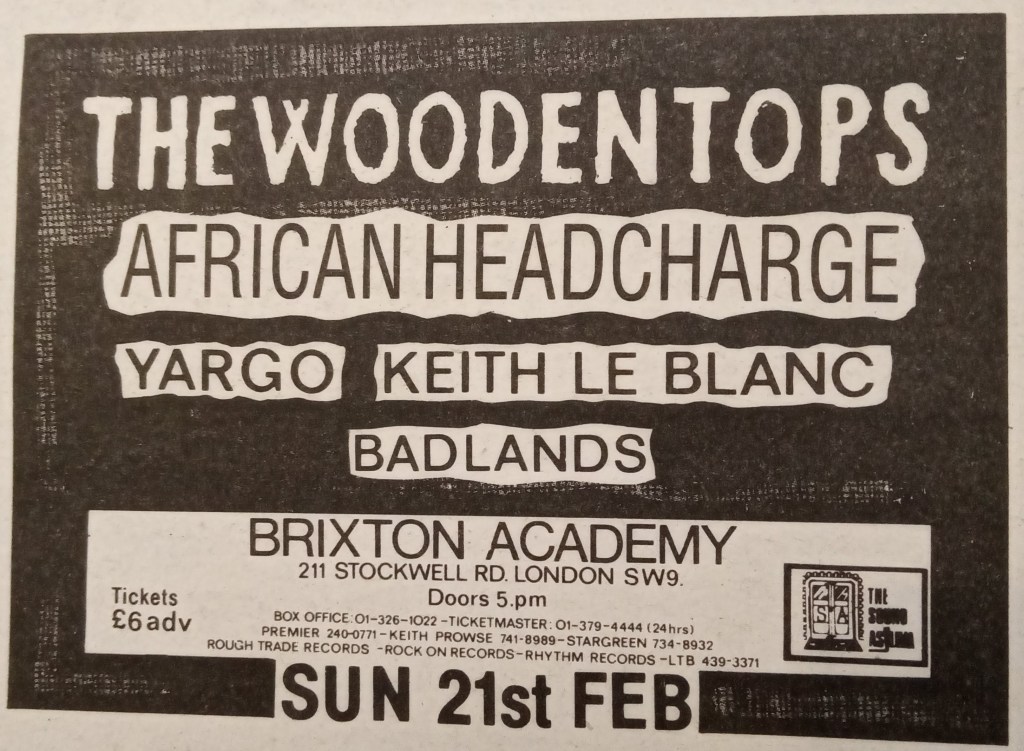 THE WOODENTOPS
AFRICAN HEADCHARGE
YARGO KEITH LE BLANC
BADLANDS
BRIXTON ACADEMY
211 STOCKWELL RD. LONDON SW9.
Doors 5.pm
Tickets
£6adv
BOX OFFICE: 01-326-1022 - TICKETMASTER: 01-379-4444 (24hrs)
PREMIER 240-0771 - KEITH PROWSE 741-8989 - STARGREEN 734-8932
ROUGH TRADE RECORDS - ROCK ON RECORDS - RHYTHM RECORDS - LTB 439-3371
THE
SOUND
SUN 21st FEB